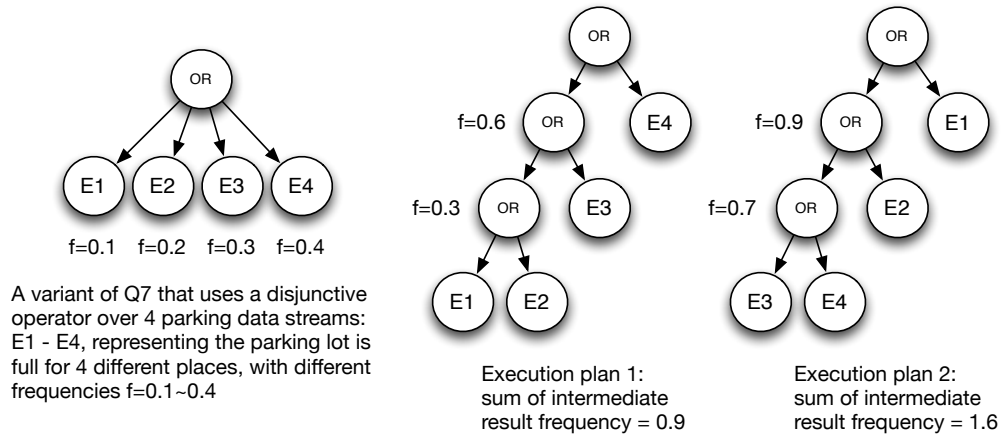 OR
E1 E2 E3 E4
f=0.1 f=0.2 f=0.3 f=0.4
A variant of Q7 that uses a disjunctive
operator over 4 parking data streams:
E1 - E4, representing the parking lot is
full for 4 different places, with different
frequencies f=0.1~0.4
OR
f=0.6 OR E4
f=0.3 OR E3
E1 E2
Execution plan 1:
sum of intermediate
result frequency = 0.9
OR
f=0.9 OR E1
f=0.7 OR E2
E3 E4
Execution plan 2:
sum of intermediate
result frequency = 1.6